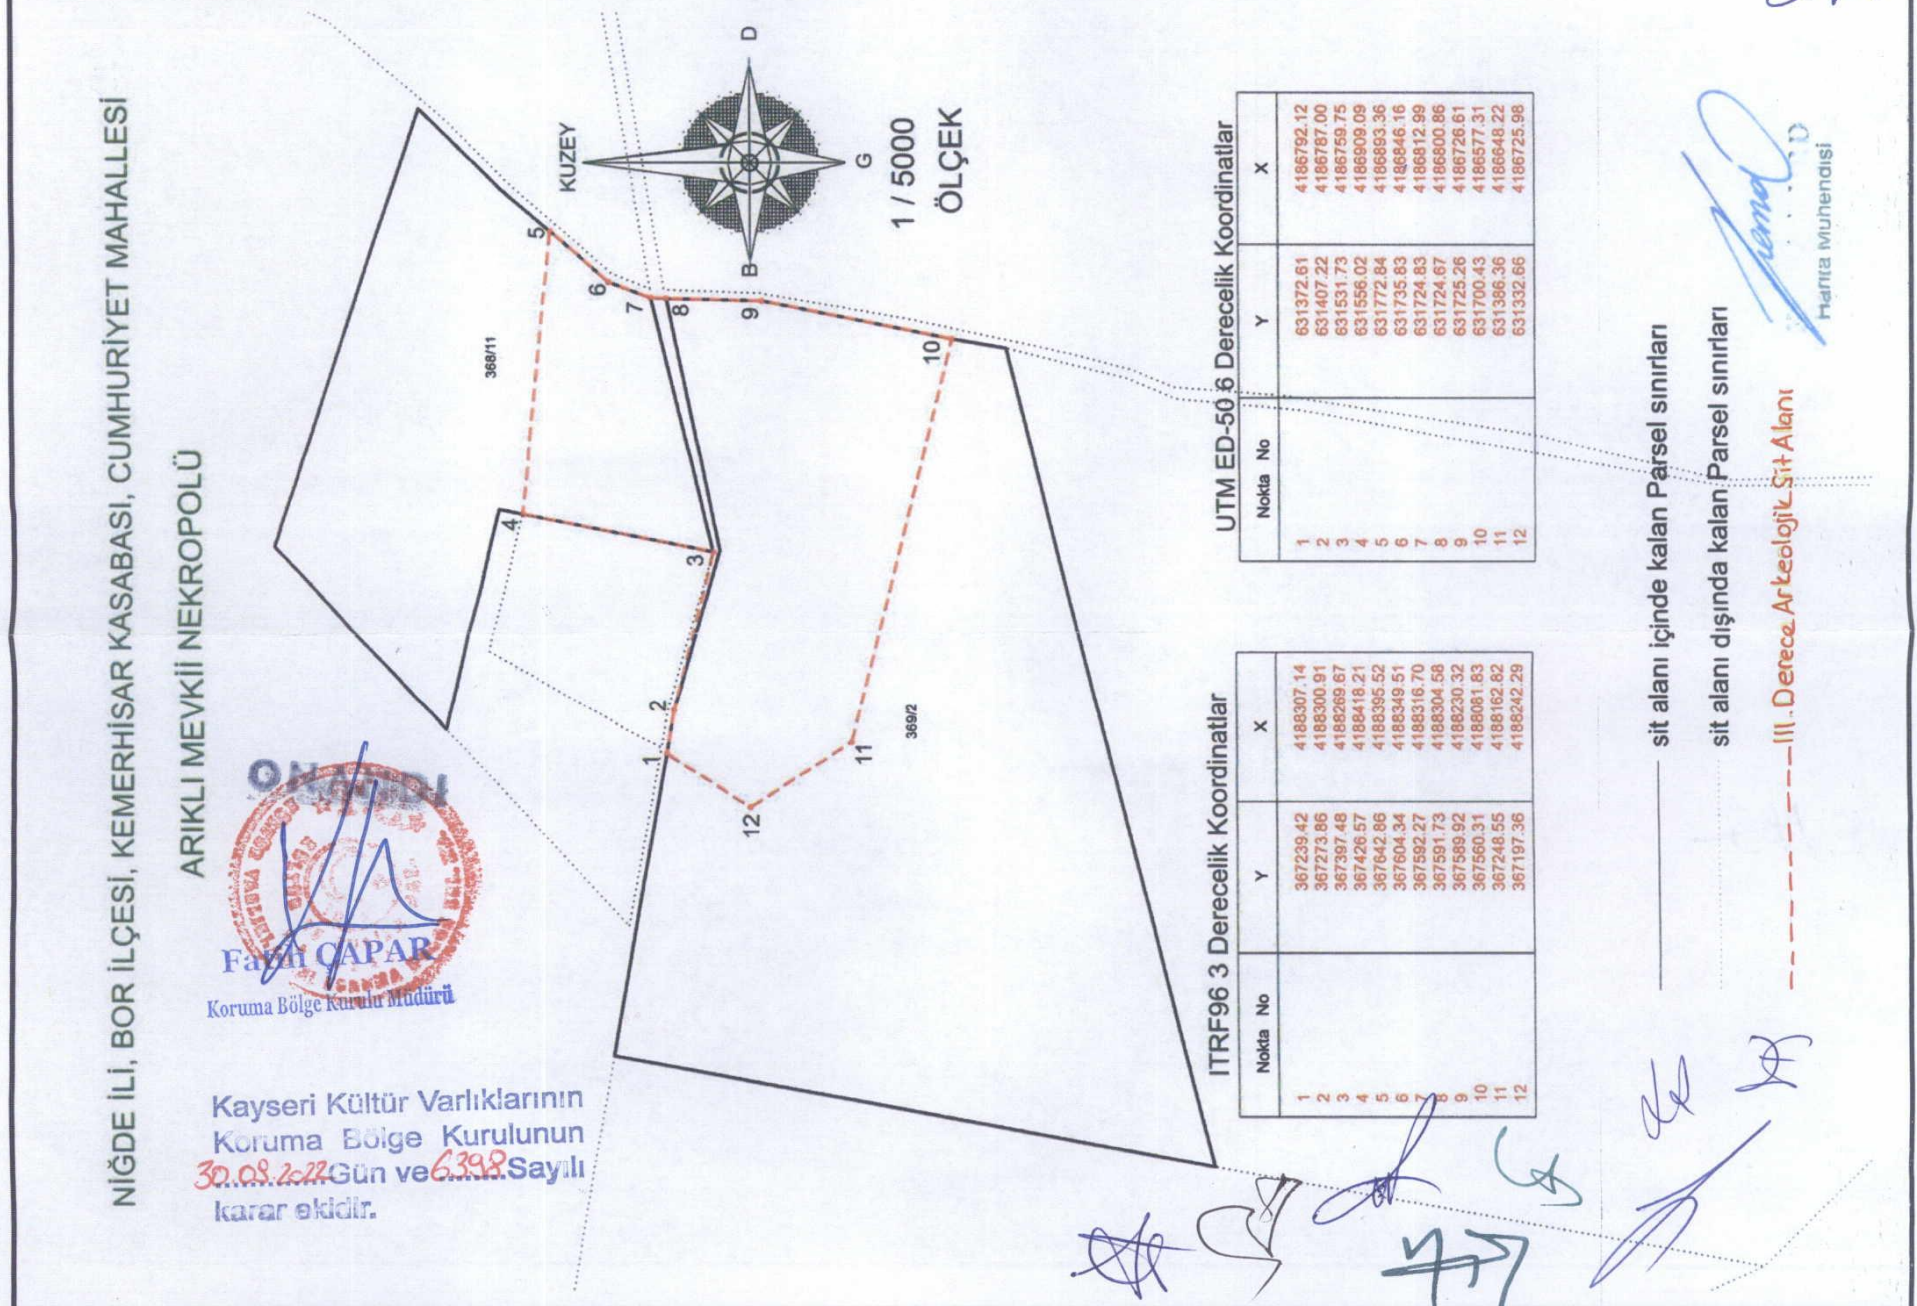 NİĞDE İLİ, BOR İLÇESİ, KEMERHİSAR KASABASI, CUMHURİYET MAHALLESİ
ARIKLI MEVKİİ NEKROPOLÜ
Kayseri Kültür Varlıklarının
Koruma Bölge Kurulunun
30.08.2022 Gün ve 6398 Sayılı
karar ekidir.
ONANDI
Fatih ÇAPAR
Koruma Bölge Kurulu Müdürü
368/11
369/2
1
2
3
4
5
6
7
8
9
10
11
12
KUZEY
B
D
G
1 / 5000
ÖLÇEK
ITRF96 3 Derecelik Koordinatlar
Nokta No Y X
1 367239.42 4188307.14
2 367273.86 4188300.91
3 367397.48 4188269.67
4 367426.57 4188418.21
5 367642.86 4188395.52
6 367604.34 4188349.51
7 367592.27 4188316.70
8 367591.73 4188304.58
9 367589.92 4188230.32
10 367560.31 4188081.83
11 367248.55 4188162.82
12 367197.36 4188242.29
UTM ED-50 6 Derecelik Koordinatlar
Nokta No Y X
1 631372.61 4186792.12
2 631407.22 4186787.00
3 631531.73 4186759.75
4 631556.02 4186909.09
5 631772.84 4186893.36
6 631735.83 4186846.16
7 631724.83 4186812.99
8 631724.67 4186800.86
9 631725.26 4186726.61
10 631700.43 4186577.31
11 631386.36 4186648.22
12 631332.66 4186725.98
sit alanı içinde kalan Parsel sınırları
sit alanı dışında kalan Parsel sınırları
III. Derece Arkeolojik Sit Alanı
Harita Mühendisi